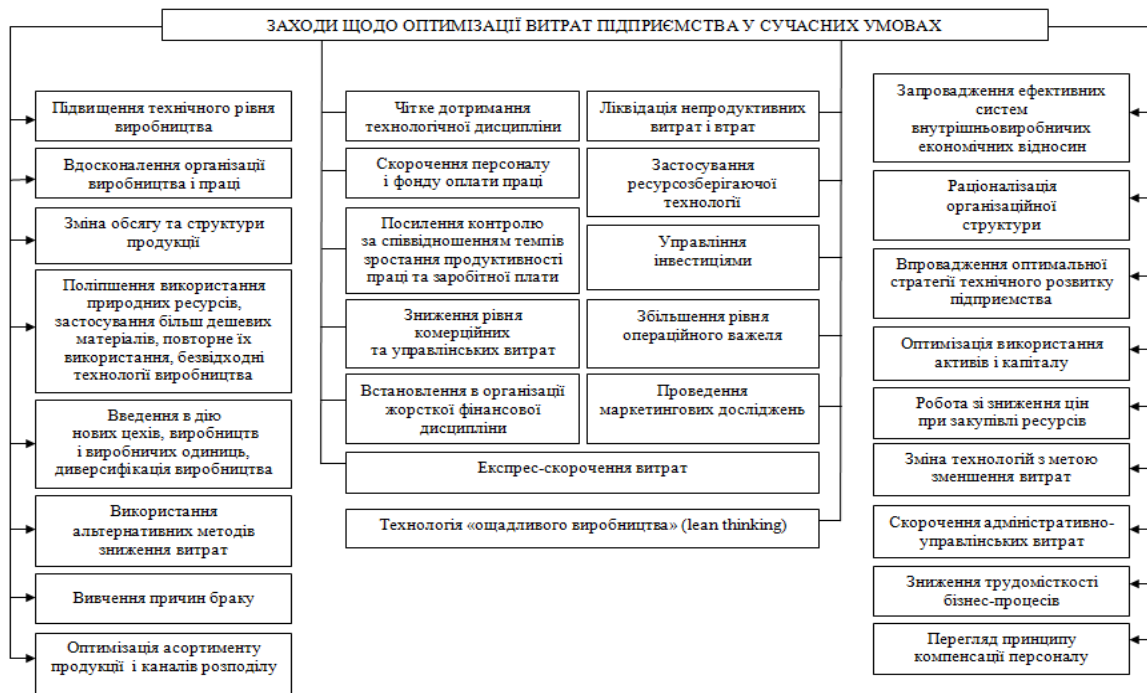 ЗАХОДИ ЩОДО ОПТИМІЗАЦІЇ ВИТРАТ ПІДПРИЄМСТВА У СУЧАСНИХ УМОВАХ
Підвищення технічного рівня
виробництва
Вдосконалення організації
виробництва і праці
Зміна обсягу та структури
продукції
Поліпшення використання
природних ресурсів,
застосування більш дешевих
матеріалів, повторне їх
використання, безвідходні
технології виробництва
Введення в дію
нових цехів, виробництв
і виробничих одиниць,
диверсифікація виробництва
Використання
альтернативних методів
зниження витрат
Вивчення причин браку
Оптимізація асортименту
продукції і каналів розподілу
Чітке дотримання
технологічної дисципліни
Скорочення персоналу
і фонду оплати праці
Посилення контролю
за співвідношенням темпів
зростання продуктивності
праці та заробітної плати
Зниження рівня
комерційних
та управлінських витрат
Встановлення в організації
жорсткої фінансової
дисципліни
Експрес-скорочення витрат
Технологія «ощадливого виробництва» (lean thinking)
Ліквідація непродуктивних
витрат і втрат
Застосування
ресурсозберігаючої
технології
Управління
інвестиціями
Збільшення рівня
операційного важеля
Проведення
маркетингових досліджень
Запровадження ефективних
систем
внутрішньовиробничих
економічних відносин
Раціоналізація
організаційної
структури
Впровадження оптимальної
стратегії технічного розвитку
підприємства
Оптимізація використання
активів і капіталу
Робота зі зниження цін
при закупівлі ресурсів
Зміна технологій з метою
зменшення витрат
Скорочення адміністративно-
управлінських витрат
Зниження трудомісткості
бізнес-процесів
Перегляд принципу
компенсації персоналу